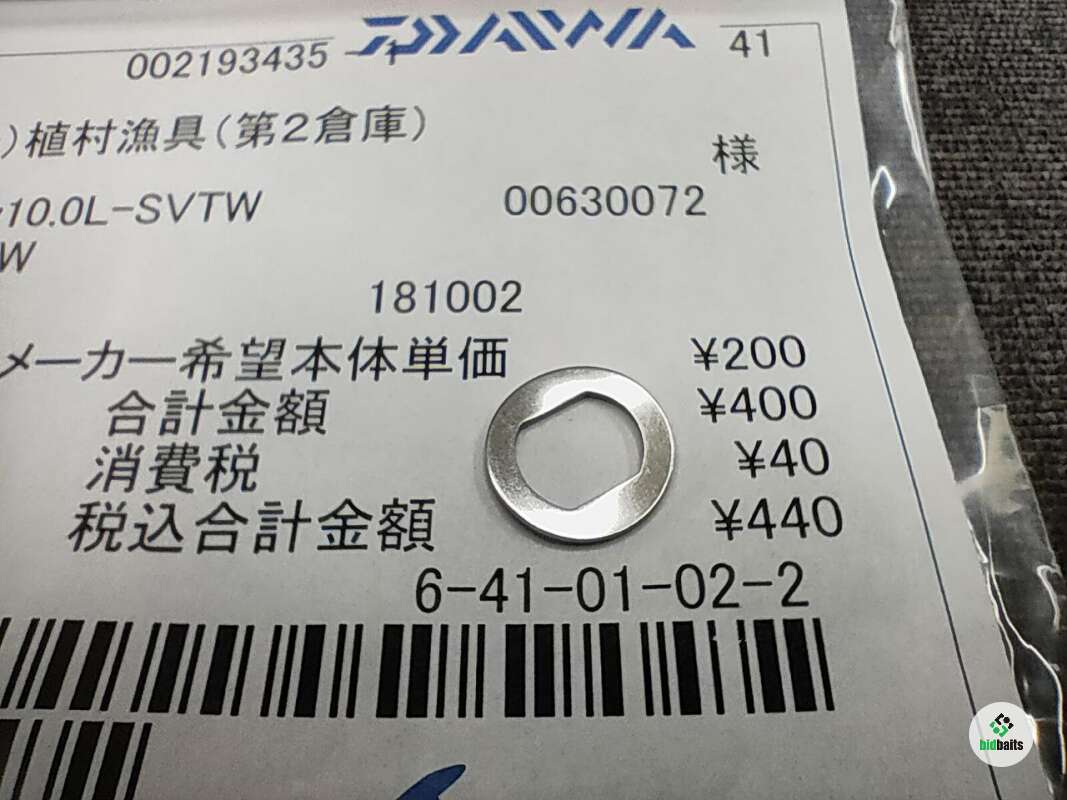 DAIWA
002193435 -1 41
)植村漁具(第2倉庫)
様
10.0L-SVTW 00630072
W
181002
メーカー希望本体単価 ¥200
合計金額 ¥400
消費税 ¥40
税込合計金額 ¥440
6-41-01-02-2
bidbaits